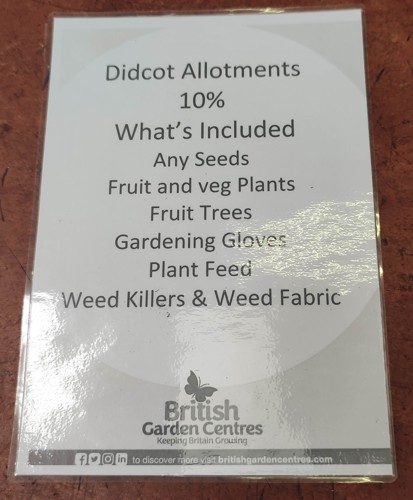 Didcot Allotments
10%
What's Included
Any Seeds
Fruit and veg Plants
Fruit Trees
Gardening Gloves
Plant Feed
Weed Killers & Weed Fabric
British
Garden Centres
Keeping Britain Growing
to discover more visit britishgardencentres.com